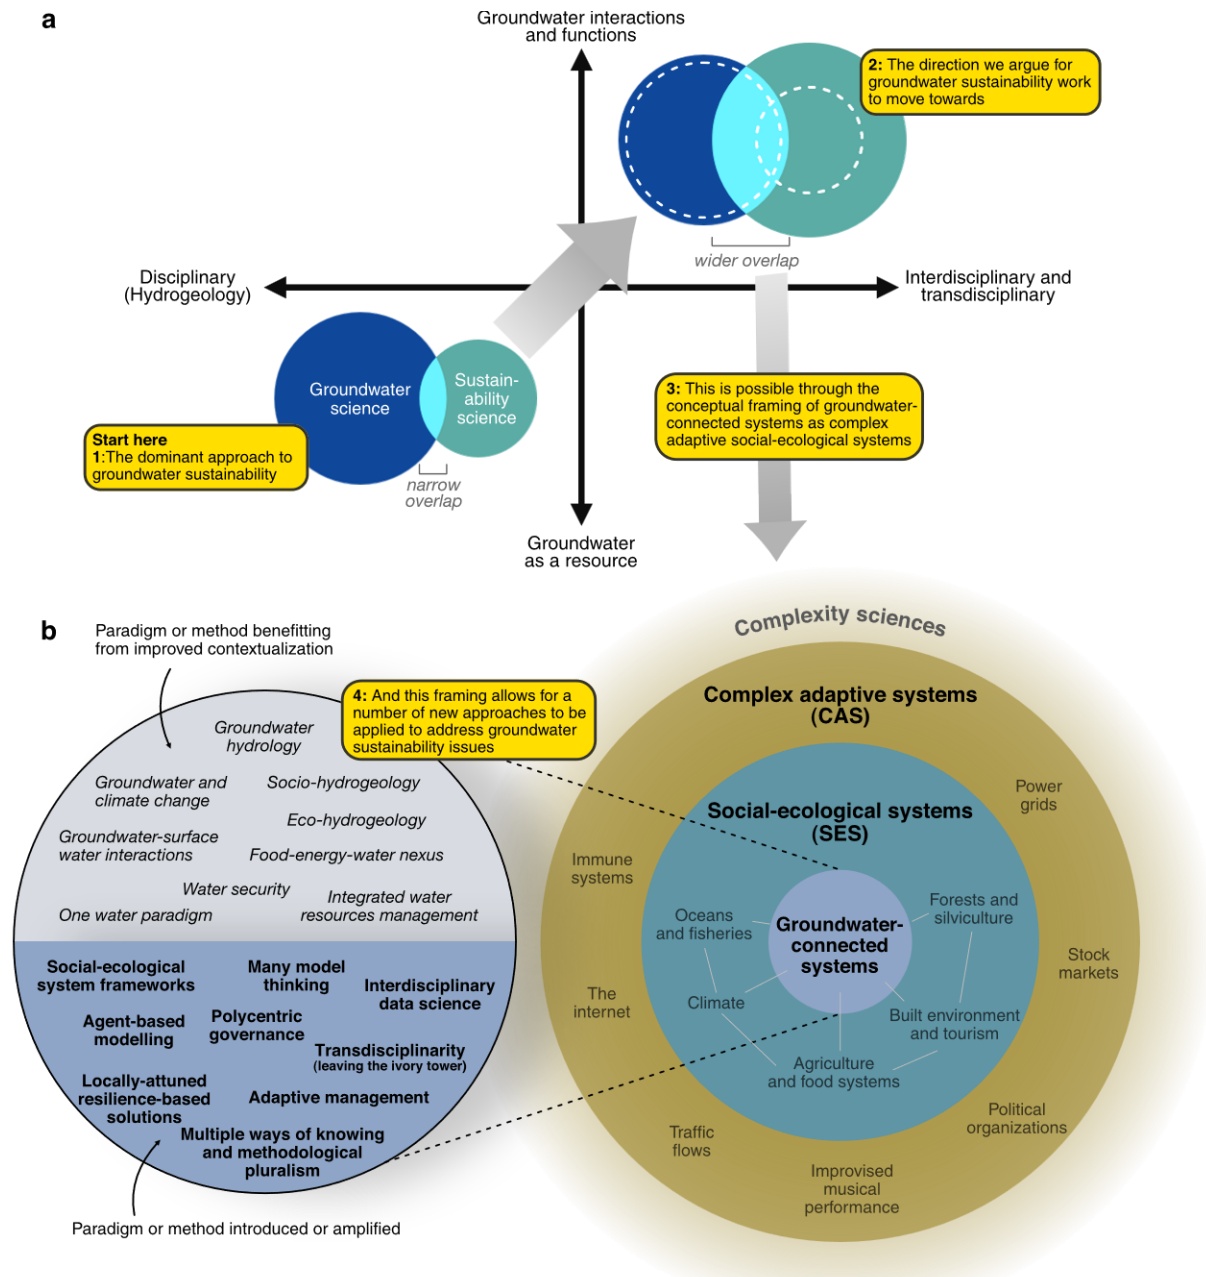 a
Groundwater interactions
and functions
2: The direction we argue for
groundwater sustainability work
to move towards
wider overlap
Disciplinary
(Hydrogeology)
Interdisciplinary and
transdisciplinary
Groundwater
science
Sustain-
ability
science
Start here
1:The dominant approach to
groundwater sustainability
narrow
overlap
3: This is possible through the
conceptual framing of groundwater-
connected systems as complex
adaptive social-ecological systems
Groundwater
as a resource
b
Paradigm or method benefitting
from improved contextualization
4: And this framing allows for a
number of new approaches to be
applied to address groundwater
sustainability issues
Groundwater
hydrology
Groundwater and
climate change
Socio-hydrogeology
Eco-hydrogeology
Groundwater-surface
water interactions
Food-energy-water nexus
Water security
One water paradigm
Integrated water
resources management
Social-ecological
system frameworks
Many model
thinking
Interdisciplinary
data science
Agent-based
modelling
Polycentric
governance
Transdisciplinarity
(leaving the ivory tower)
Locally-attuned
resilience-based
solutions
Adaptive management
Multiple ways of knowing
and methodological
pluralism
Paradigm or method introduced or amplified
Complexity sciences
Complex adaptive systems
(CAS)
Power
grids
Social-ecological systems
(SES)
Immune
systems
Oceans
and fisheries
Forests and
silviculture
Groundwater-
connected
systems
Stock
markets
The
internet
Climate
Built environment
and tourism
Agriculture
and food systems
Political
organizations
Traffic
flows
Improvised
musical
performance